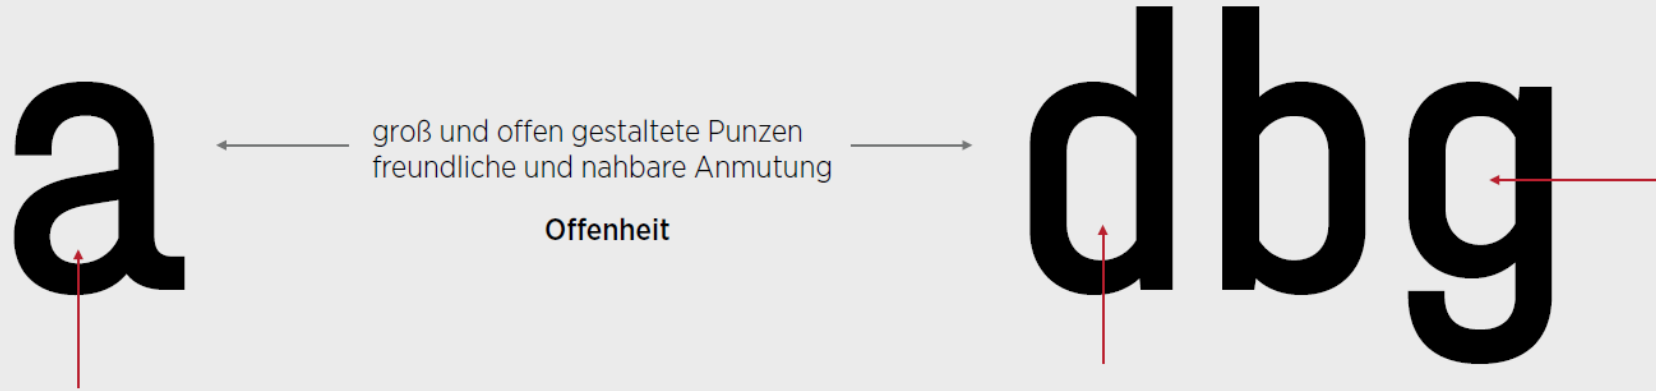 a
groß und offen gestaltete Punzen
freundliche und nahbare Anmutung
Offenheit
dbg